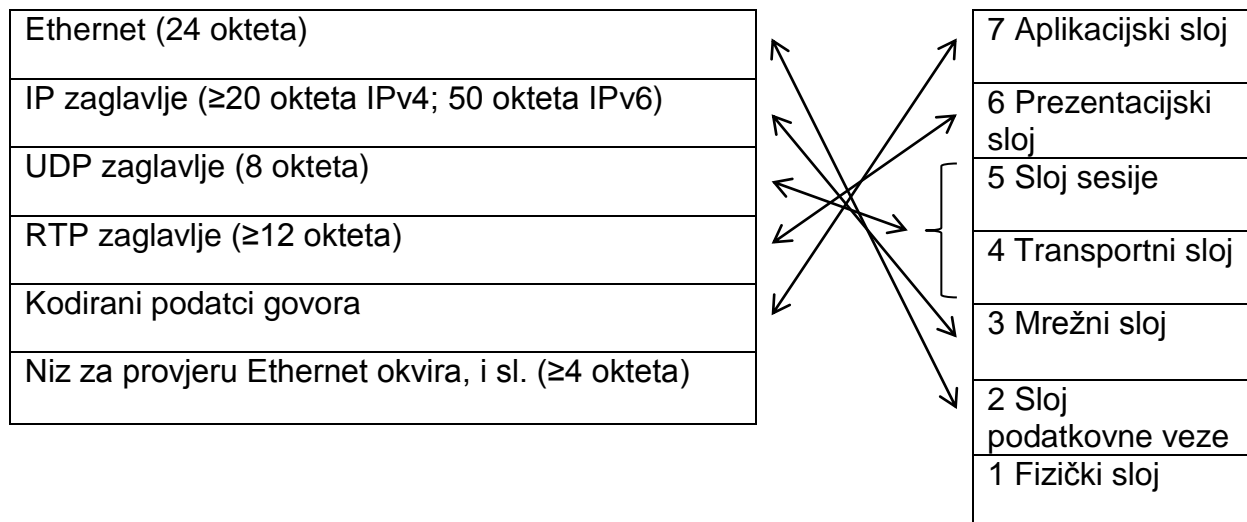 Ethernet (24 okteta)
IP zaglavlje (≥20 okteta IPv4; 50 okteta IPv6)
UDP zaglavlje (8 okteta)
RTP zaglavlje (≥12 okteta)
Kodirani podatci govora
Niz za provjeru Ethernet okvira, i sl. (≥4 okteta)
7 Aplikacijski sloj
6 Prezentacijski
sloj
5 Sloj sesije
4 Transportni sloj
3 Mrežni sloj
2 Sloj
podatkovne veze
1 Fizički sloj